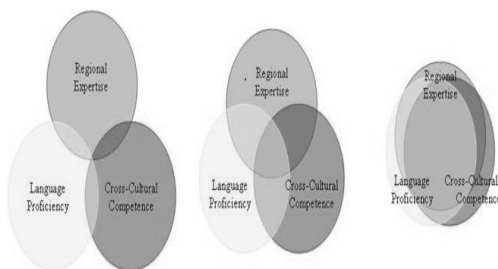 Regional
Expertise
Language
Proficiency
Cross-Cultural
Competence
Regional
Expertise
Language
Proficiency
Cross-Cultural
Competence
Regional
Expertise
Language
Proficiency
Cross-Cultural
Competence